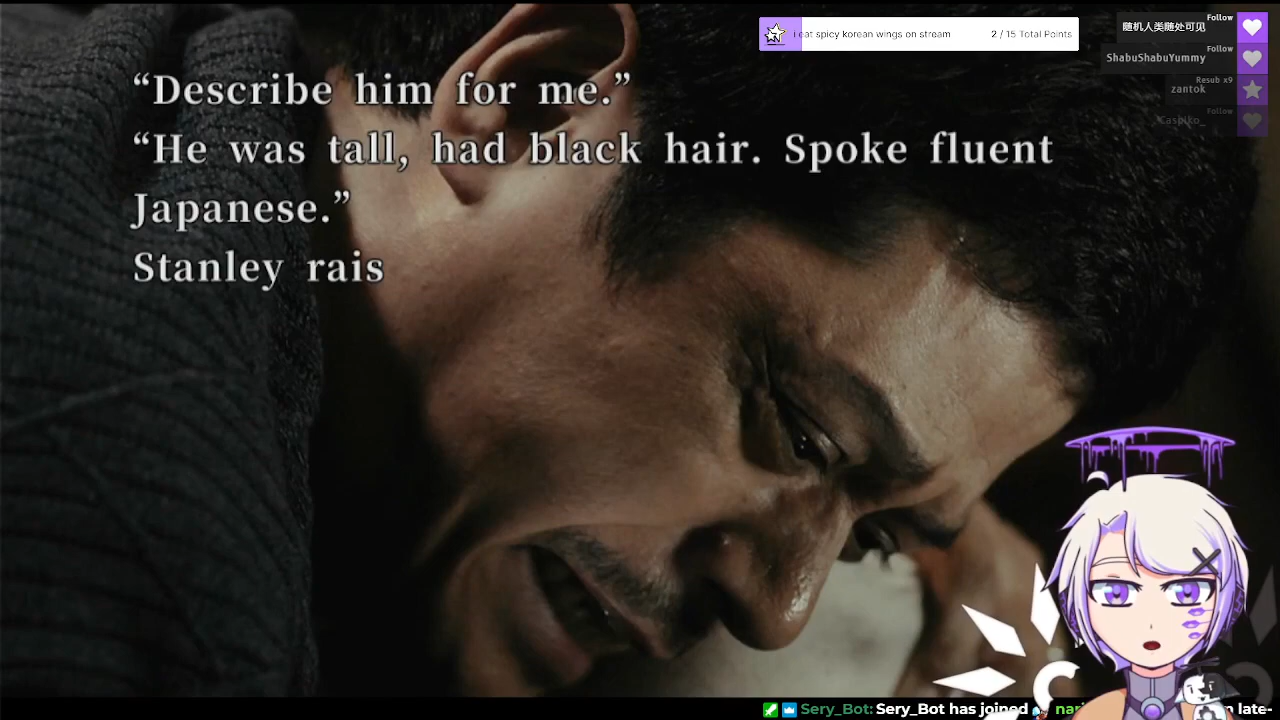 “Describe him for me.”
“He was tall, had black hair. Spoke fluent
Japanese.”
Stanley rais
i eat spicy korean wings on stream 2 / 15 Total Points
Follow
随机人类随处可见
Follow
ShabuShabuYummy
Resub x9
zantok
Follow
Caspiko_
Sery_Bot: Sery_Bot has joined
late-